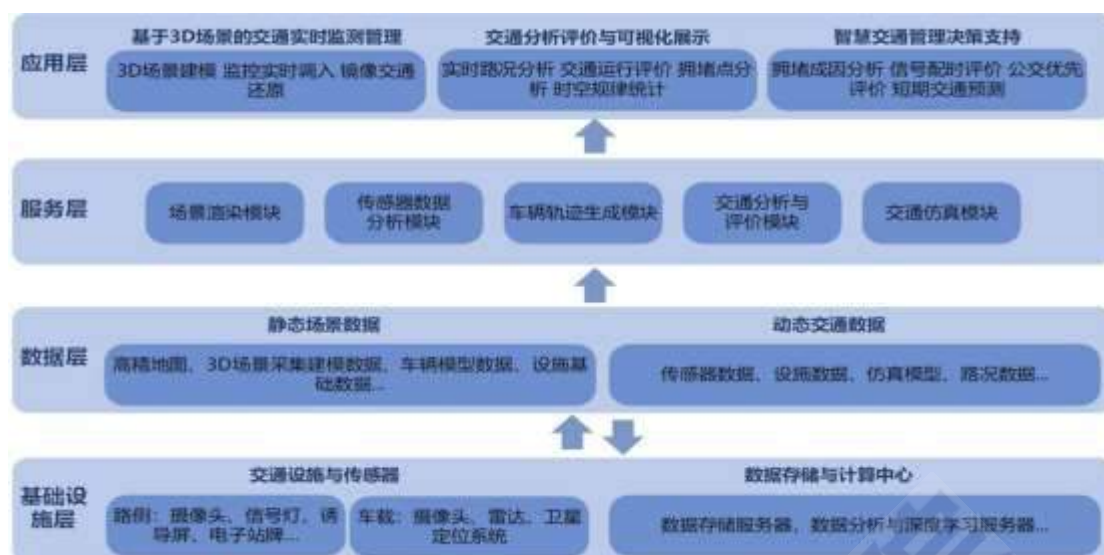 基于3D场景的交通实时监测管理
交通分析评价与可视化展示
智慧交通管理决策支持
应用层
3D场景建模 监控实时调入 镜像交通
还原
实时路况分析 交通运行评价 拥堵点分
析 时空规律统计
拥堵成因分析 信号配时评价 公交优先
评价 短期交通预测
服务层
场景渲染模块
传感器数据
分析模块
车辆轨迹生成模块
交通分析与
评价模块
交通仿真模块
静态场景数据
动态交通数据
数据层
高精地图、3D场景采集建模数据、车辆模型数据、设施基
础数据...
传感器数据、设施数据、仿真模型、路况数据...
交通设施与传感器
数据存储与计算中心
基础设
施层
路侧：摄像头、信号灯、诱
导屏、电子站牌...
车载：摄像头、雷达、卫星
定位系统
数据存储服务器、数据分析与深度学习服务器...